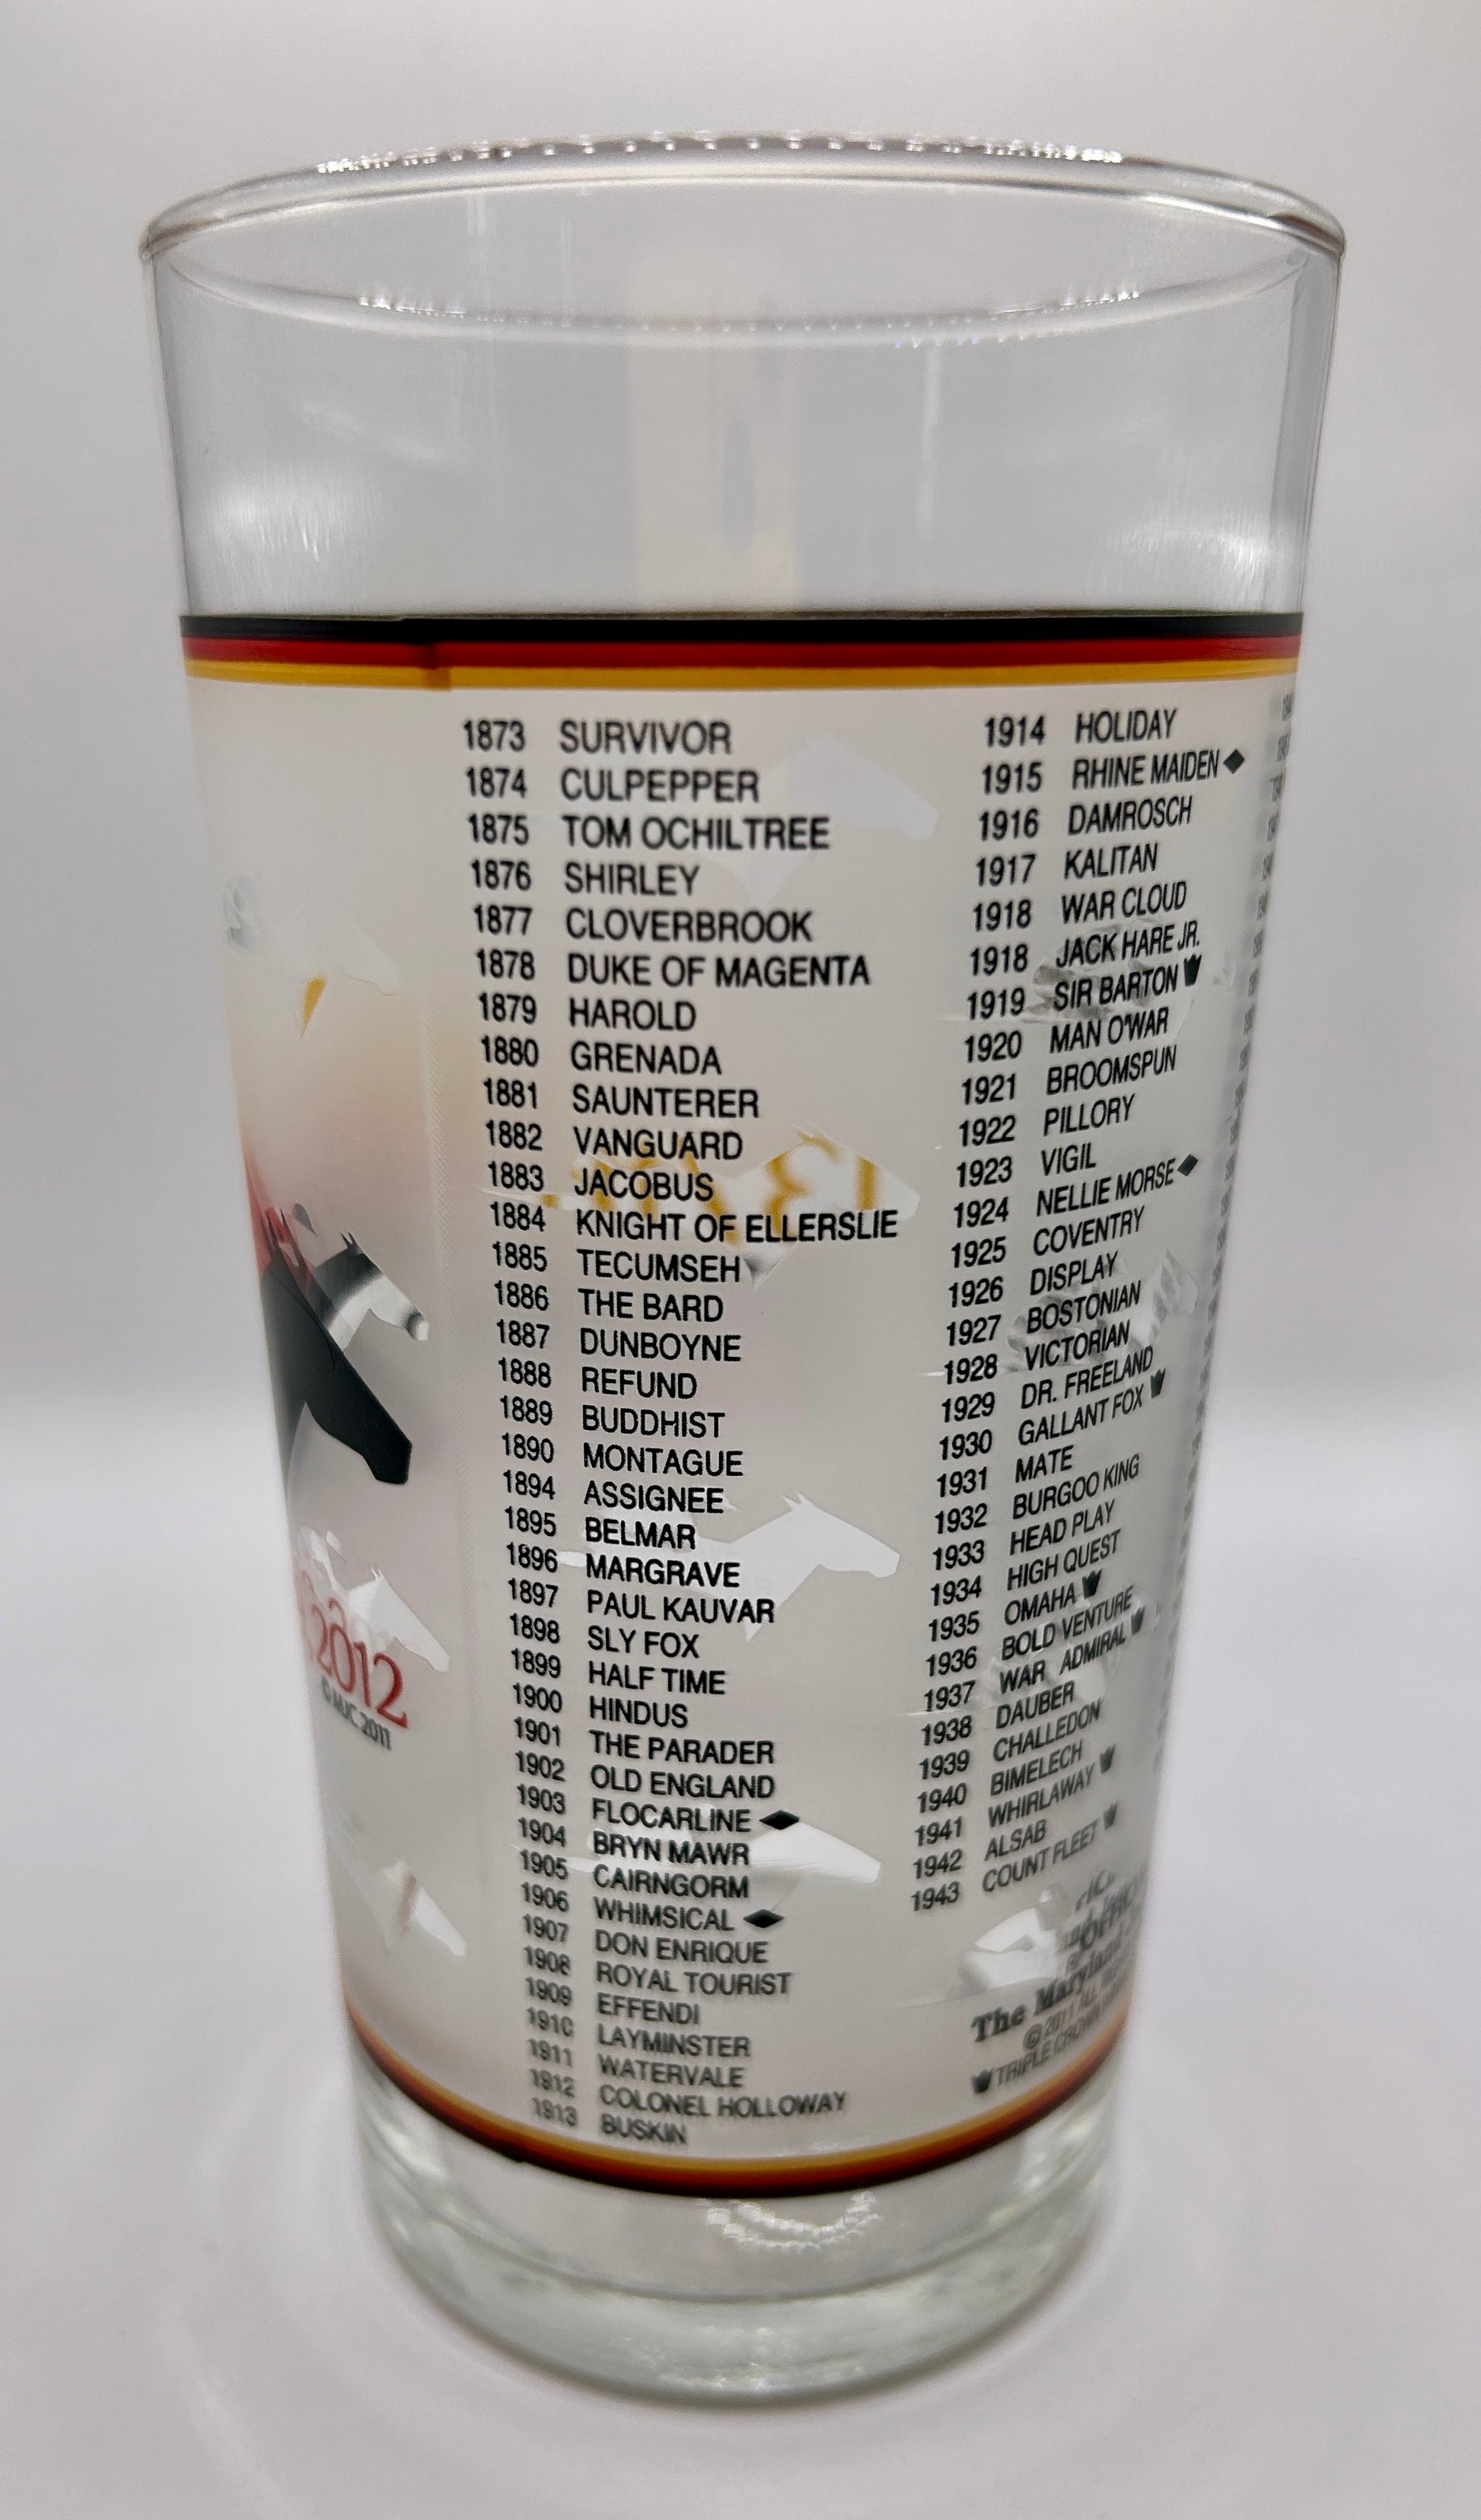 1873 SURVIVOR
1874 CULPEPPER
1875 TOM OCHILTREE
1876 SHIRLEY
1877 CLOVERBROOK
1878 DUKE OF MAGENTA
1879 HAROLD
1880 GRENADA
1881 SAUNTERER
1882 VANGUARD
1883 JACOBUS
1884 KNIGHT OF ELLERSLIE
1885 TECUMSEH
1886 THE BARD
1887 DUNBOYNE
1888 REFUND
1889 BUDDHIST
1890 MONTAGUE
1894 ASSIGNEE
1895 BELMAR
1896 MARGRAVE
1897 PAUL KAUVAR
1898 SLY FOX
1899 HALF TIME
1900 HINDUS
1901 THE PARADER
1902 OLD ENGLAND
1903 FLOCARLINE ◆
1904 BRYN MAWR
1905 CAIRNGORM
1906 WHIMSICAL ◆
1907 DON ENRIQUE
1908 ROYAL TOURIST
1909 EFFENDI
1910 LAYMINSTER
1911 WATERVALE
1912 COLONEL HOLLOWAY
1913 BUSKIN
1914 HOLIDAY
1915 RHINE MAIDEN ◆
1916 DAMROSCH
1917 KALITAN
1918 WAR CLOUD
1918 JACK HARE JR.
1919 SIR BARTON
1920 MAN O'WAR
1921 BROOMSPUN
1922 PILLORY
1923 VIGIL
1924 NELLIE MORSE ◆
1925 COVENTRY
1926 DISPLAY
1927 BOSTONIAN
1928 VICTORIAN
1929 DR. FREELAND
1930 GALLANT FOX
1931 MATE
1932 BURGOO KING
1933 HEAD PLAY
1934 HIGH QUEST
1935 OMAHA
1936 BOLD VENTURE
1937 WAR ADMIRAL
1938 DAUBER
1939 CHALLEDON
1940 BIMELECH
1941 WHIRLAWAY
1942 ALSAB
1943 COUNT FLEET
The Maryland
© 2011 ALL
TRIPLE CROWN
2012
© MJC 2011